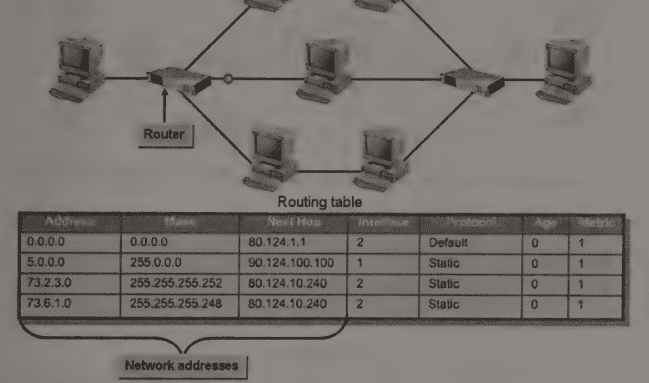 Router
Routing table
Address Mask Next Hop Interface Protocol Age Metric
0.0.0.0 0.0.0.0 80.124.1.1 2 Default 0 1
5.0.0.0 255.0.0.0 90.124.100.100 1 Static 0 1
73.2.3.0 255.255.255.252 80.124.10.240 2 Static 0 1
73.6.1.0 255.255.255.248 80.124.10.240 2 Static 0 1
Network addresses